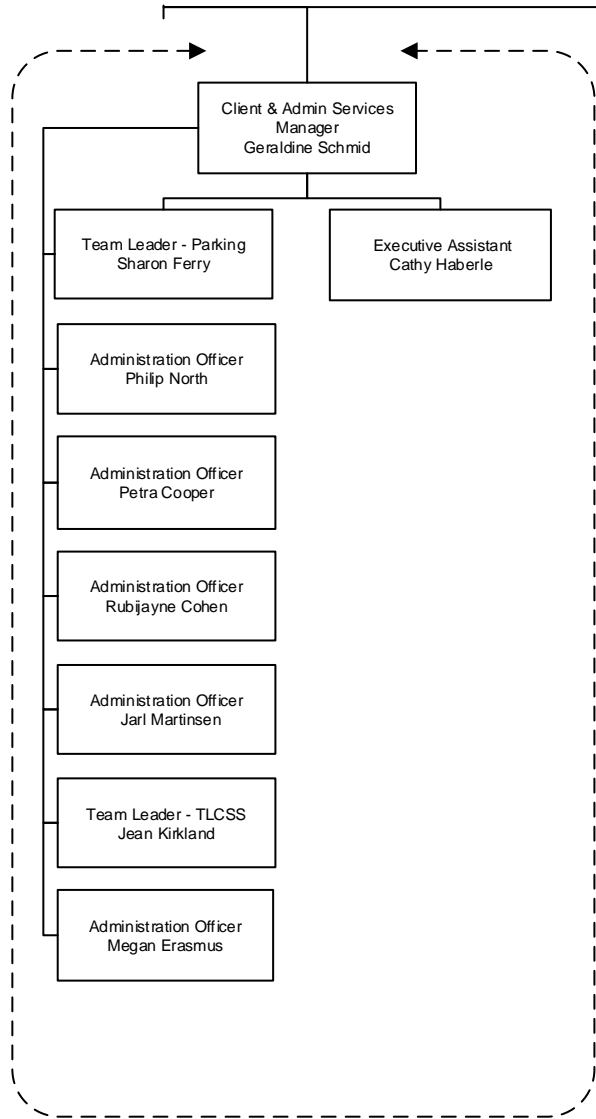 Client & Admin Services
Manager
Geraldine Schmid
Team Leader - Parking
Sharon Ferry
Executive Assistant
Cathy Haberle
Administration Officer
Philip North
Administration Officer
Petra Cooper
Administration Officer
Rubijayne Cohen
Administration Officer
Jarl Martinsen
Team Leader - TLCSS
Jean Kirkland
Administration Officer
Megan Erasmus